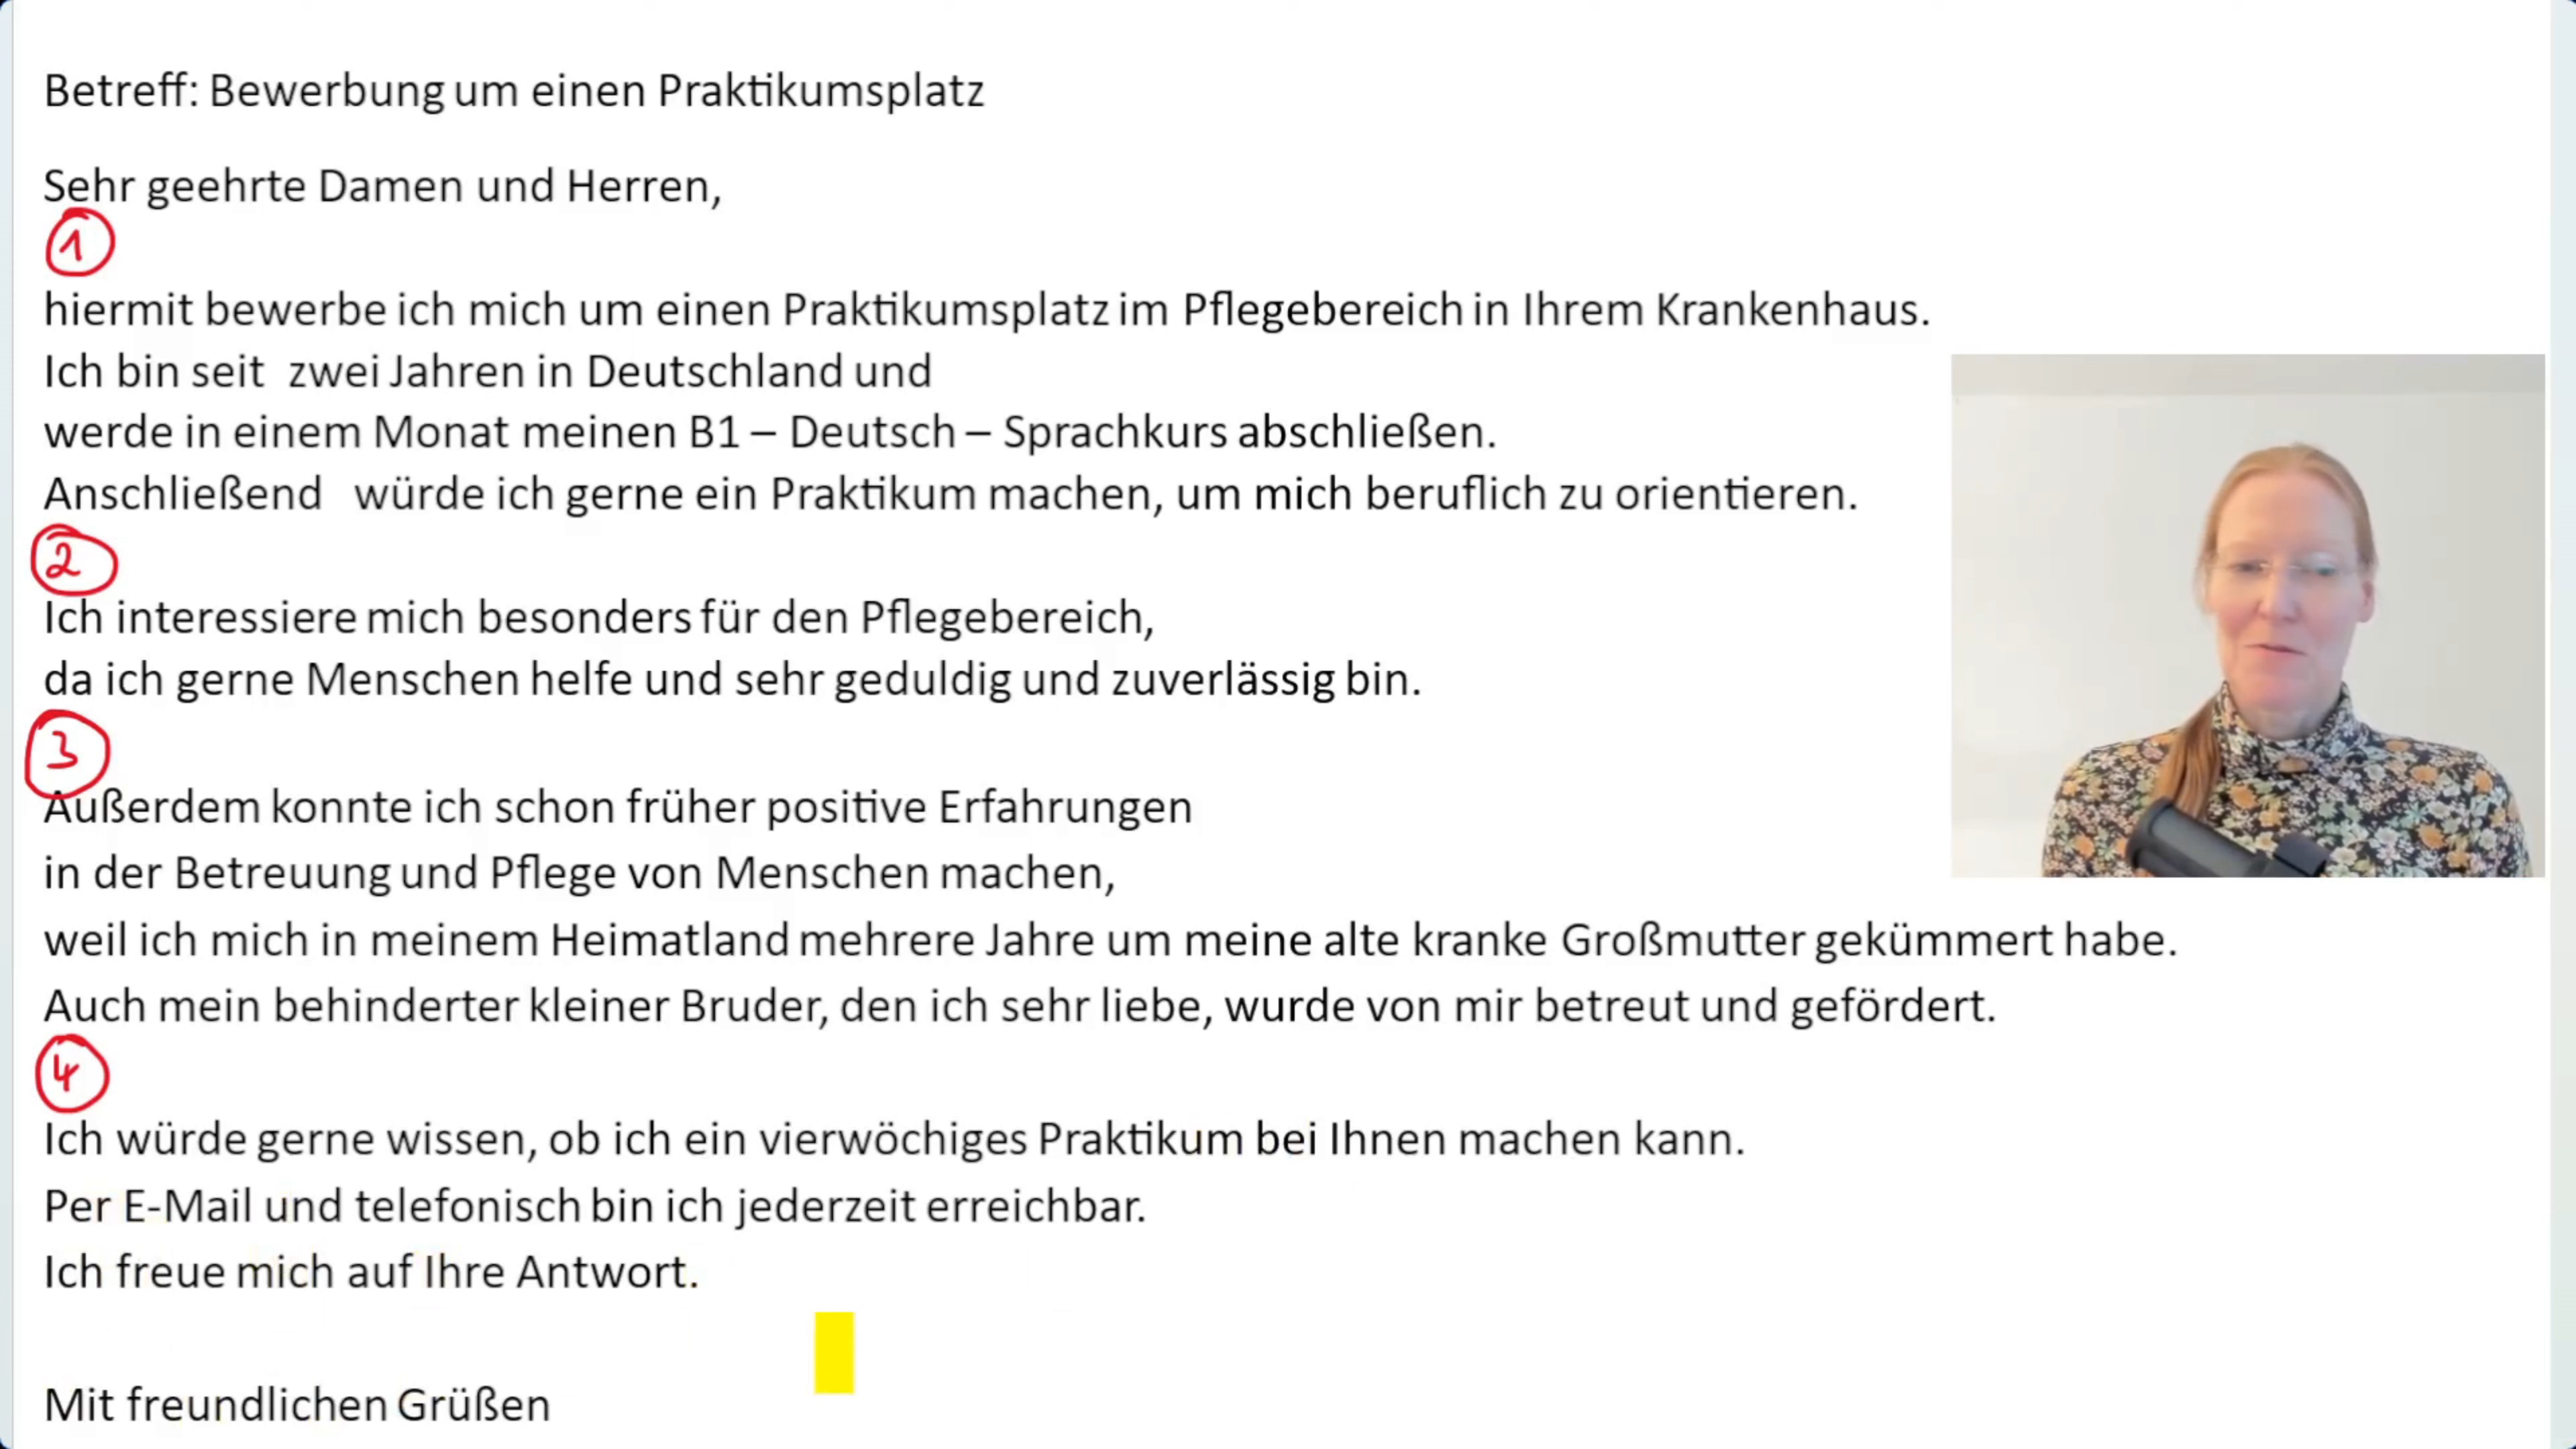 Betreff: Bewerbung um einen Praktikumsplatz
Sehr geehrte Damen und Herren,
1
hiermit bewerbe ich mich um einen Praktikumsplatz im Pflegebereich in Ihrem Krankenhaus.
Ich bin seit zwei Jahren in Deutschland und
werde in einem Monat meinen B1 – Deutsch – Sprachkurs abschließen.
Anschließend würde ich gerne ein Praktikum machen, um mich beruflich zu orientieren.
2
Ich interessiere mich besonders für den Pflegebereich,
da ich gerne Menschen helfe und sehr geduldig und zuverlässig bin.
3
Außerdem konnte ich schon früher positive Erfahrungen
in der Betreuung und Pflege von Menschen machen,
weil ich mich in meinem Heimatland mehrere Jahre um meine alte kranke Großmutter gekümmert habe.
Auch mein behinderter kleiner Bruder, den ich sehr liebe, wurde von mir betreut und gefördert.
4
Ich würde gerne wissen, ob ich ein vierwöchiges Praktikum bei Ihnen machen kann.
Per E-Mail und telefonisch bin ich jederzeit erreichbar.
Ich freue mich auf Ihre Antwort.
Mit freundlichen Grüßen